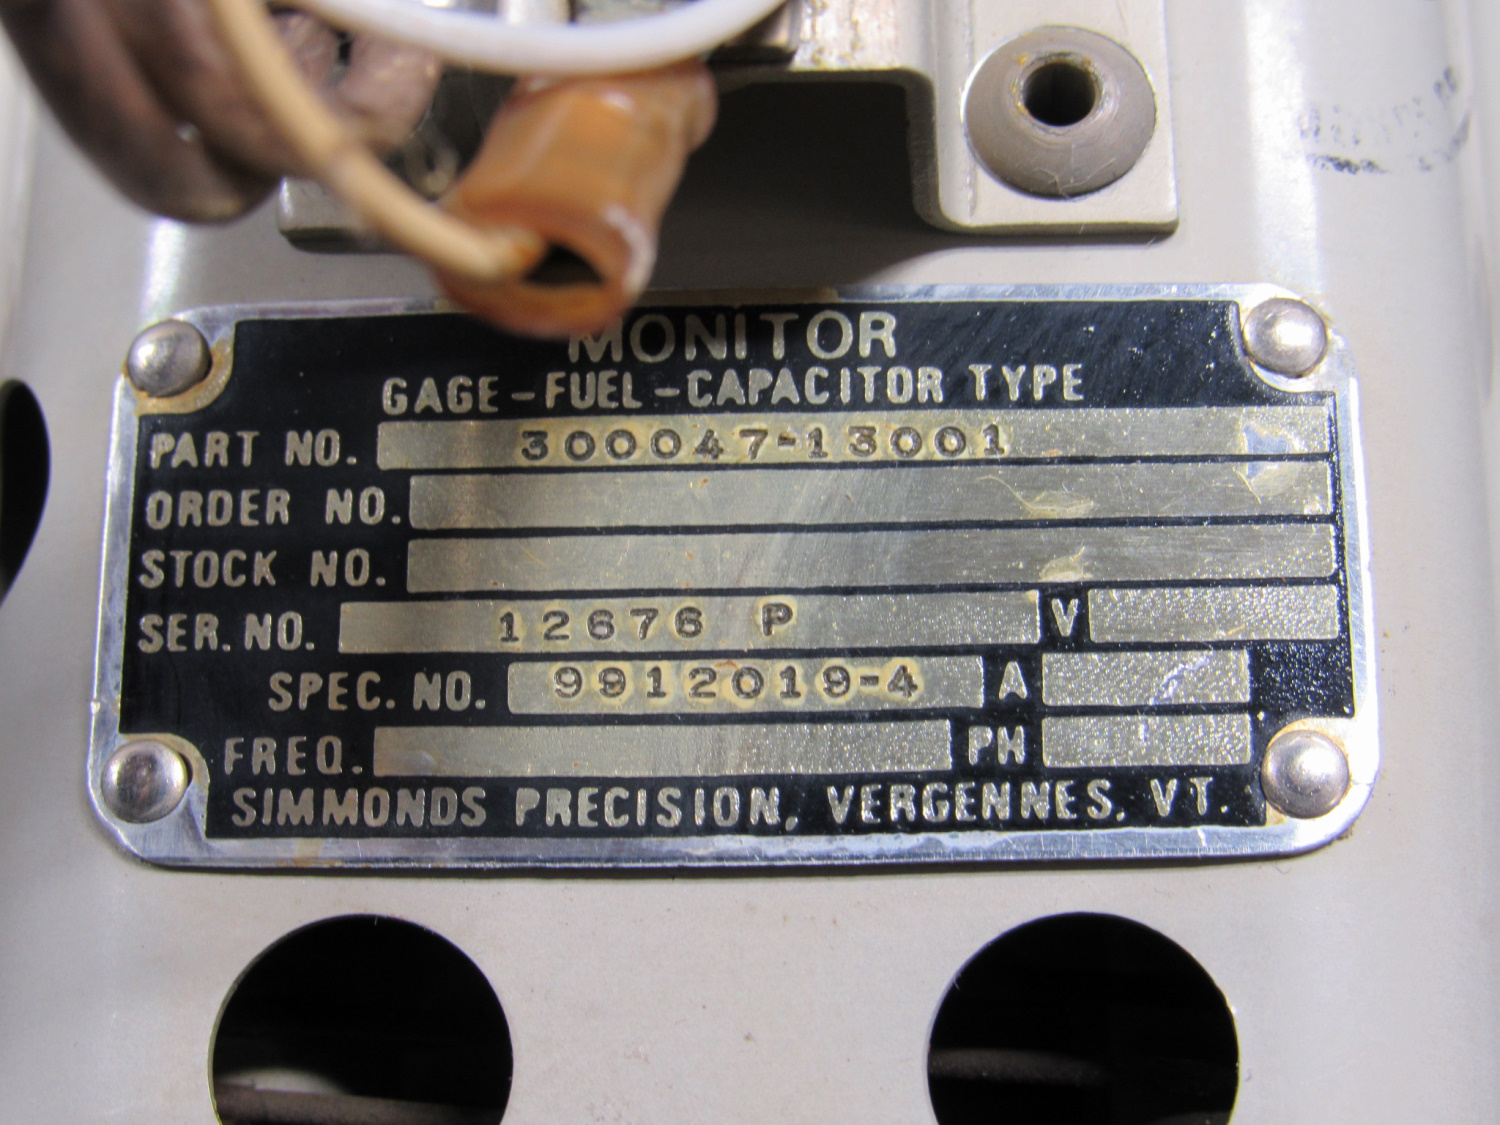 MONITOR
GAGE-FUEL-CAPACITOR TYPE
PART NO. 300047-13001
ORDER NO.
STOCK NO.
SER. NO. 12676 P V
SPEC. NO. 9912019-4 A
FREQ. PH
SIMMONDS PRECISION, VERGENNES, VT.